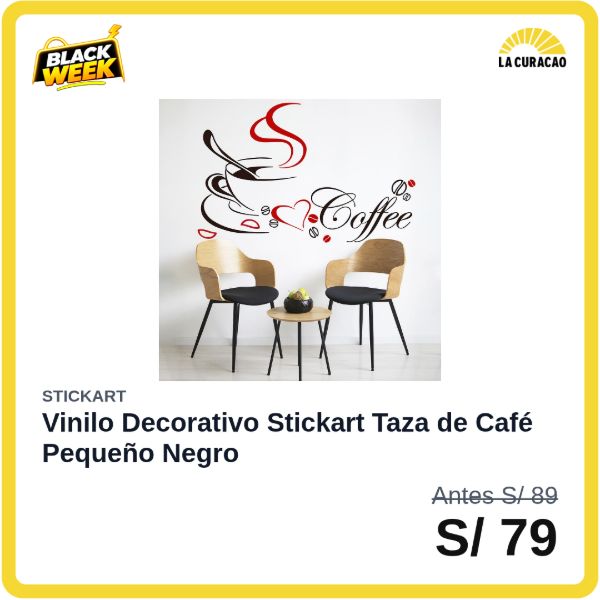 BLACK
WEEK
LA CURACAO
Coffee
STICKART
Vinilo Decorativo Stickart Taza de Café
Pequeño Negro
Antes S/ 89
S/ 79